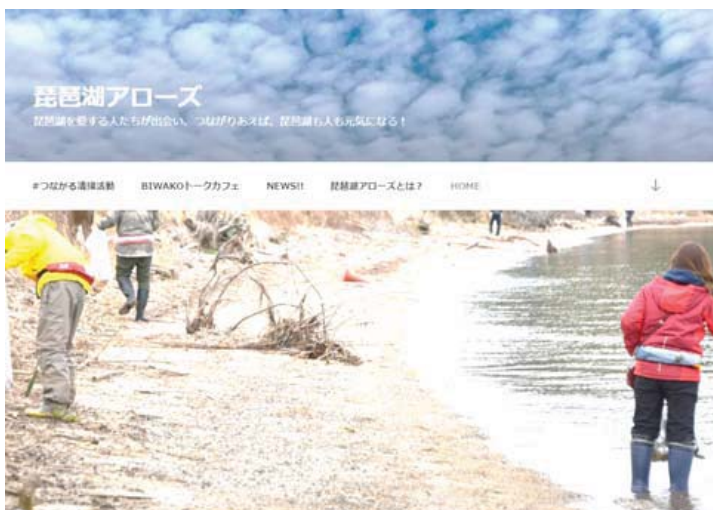 琵琶湖アローズ
琵琶湖を愛する人たちが出会い、つながりあえば、琵琶湖も人も元気になる！
#つながる清掃活動 BIWAKOトークカフェ NEWS!! 琵琶湖アローズとは？ HOME